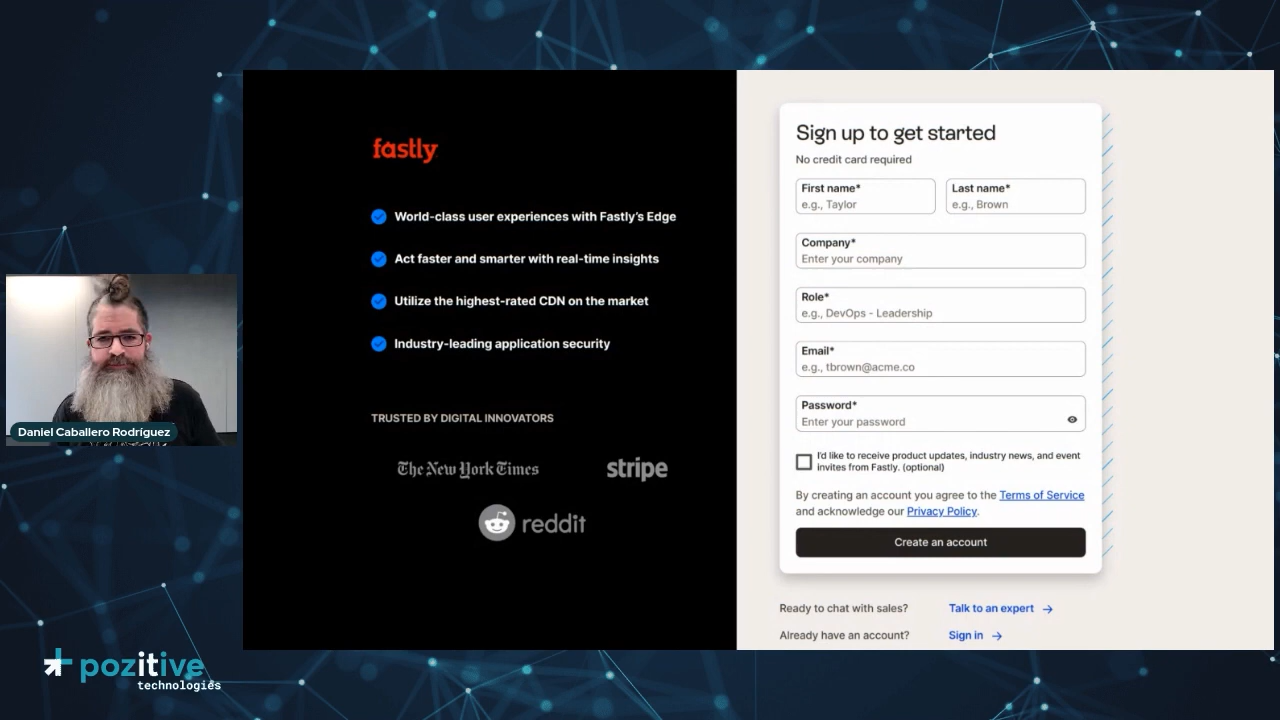 fastly
World-class user experiences with Fastly's Edge
Act faster and smarter with real-time insights
Utilize the highest-rated CDN on the market
Industry-leading application security
TRUSTED BY DIGITAL INNOVATORS
The New York Times
stripe
reddit
Sign up to get started
No credit card required
First name*
e.g., Taylor
Last name*
e.g., Brown
Company*
Enter your company
Role*
e.g., DevOps - Leadership
Email*
e.g., tbrown@acme.co
Password*
Enter your password
I'd like to receive product updates, industry news, and event
invites from Fastly. (optional)
By creating an account you agree to the Terms of Service
and acknowledge our Privacy Policy.
Create an account
Ready to chat with sales? Talk to an expert →
Already have an account? Sign in →
Daniel Caballero Rodríguez
pozitive
technologies